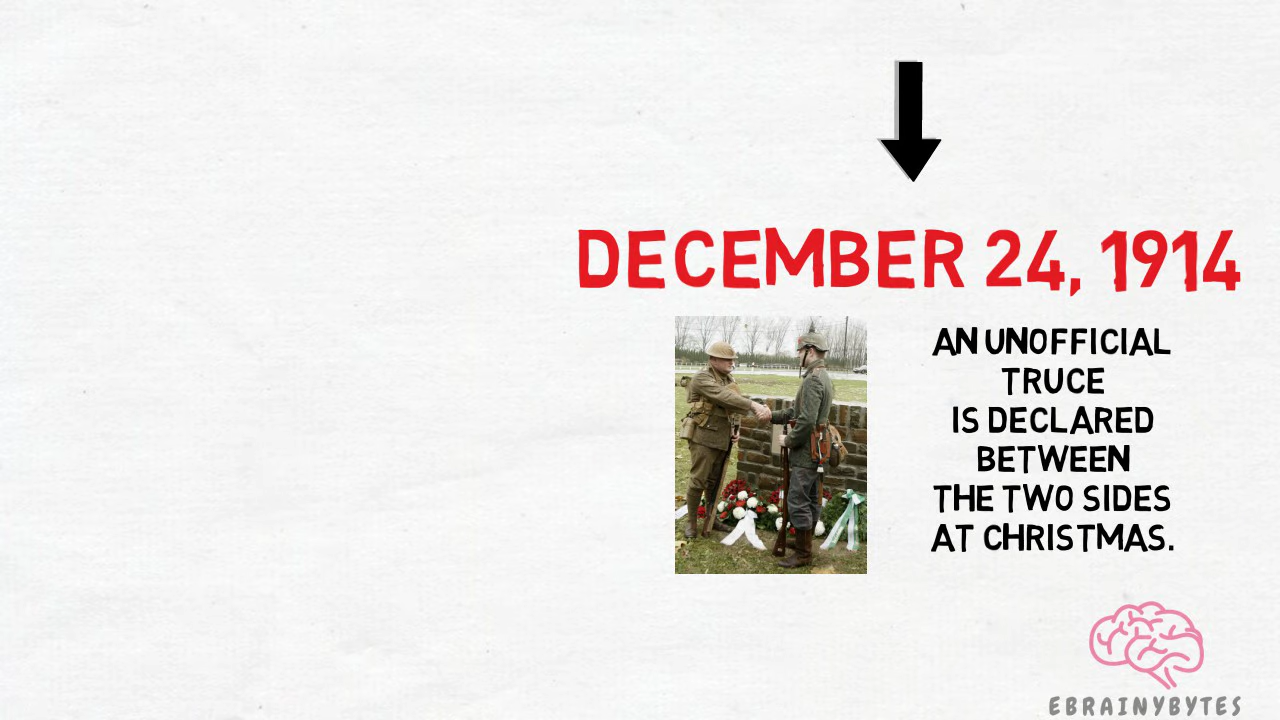 DECEMBER 24, 1914
AN UNOFFICIAL
TRUCE
IS DECLARED
BETWEEN
THE TWO SIDES
AT CHRISTMAS.
EBRAINYBYTES